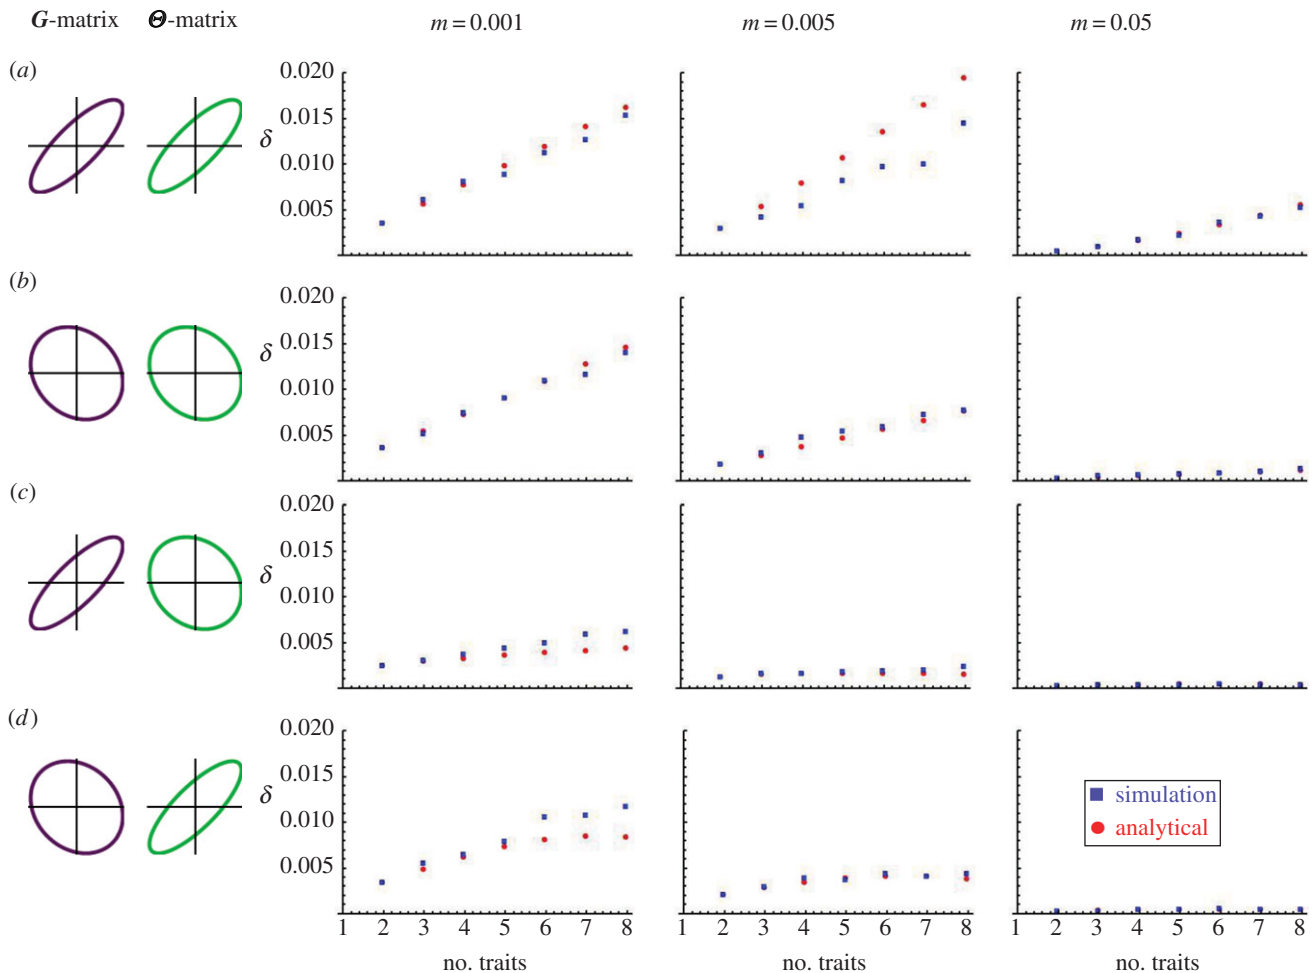 G-matrix Θ-matrix m = 0.001 m = 0.005 m = 0.05
(a)
0.020
0.015
δ
0.010
0.005
(b)
0.020
0.015
δ
0.010
0.005
(c)
0.020
0.015
δ
0.010
0.005
(d)
0.020
0.015
δ
0.010
0.005
simulation
analytical
1 2 3 4 5 6 7 8 1 2 3 4 5 6 7 8 1 2 3 4 5 6 7 8
no. traits no. traits no. traits